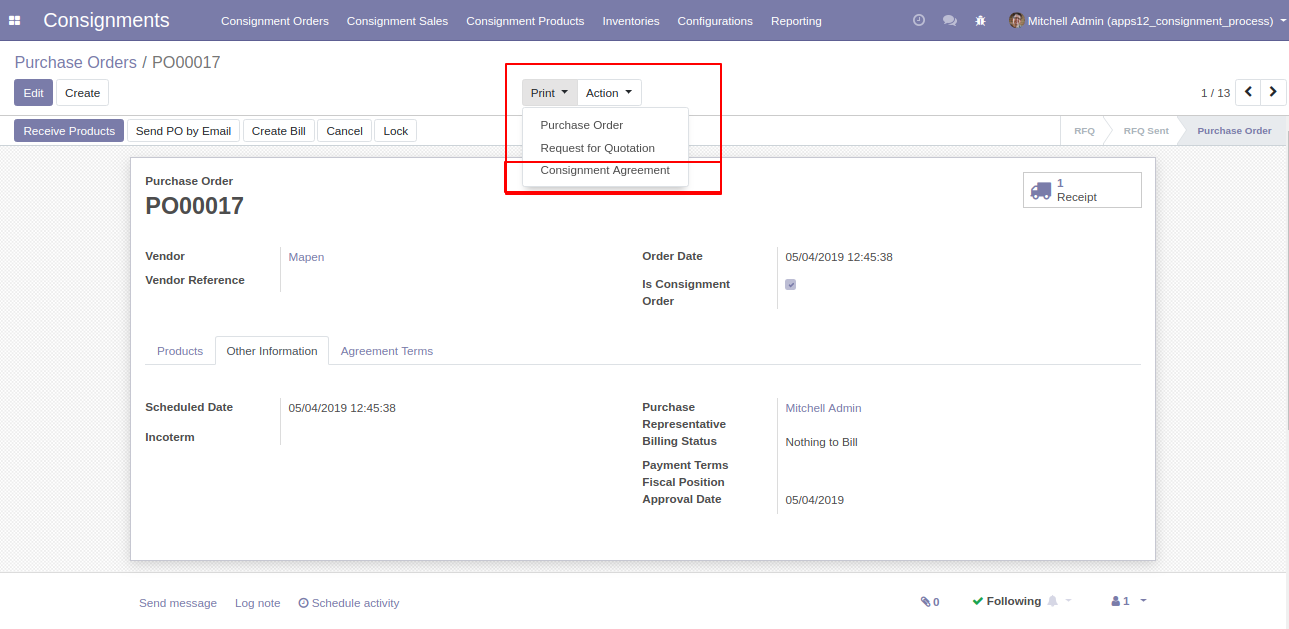 Consignments
Consignment Orders Consignment Sales Consignment Products Inventories Configurations Reporting
Mitchell Admin (apps12_consignment_process)
Purchase Orders / PO00017
Edit Create
Print Action
1 / 13
Purchase Order
Request for Quotation
Consignment Agreement
Receive Products Send PO by Email Create Bill Cancel Lock
RFQ RFQ Sent Purchase Order
Purchase Order
PO00017
1
Receipt
Vendor Mapen
Vendor Reference
Order Date 05/04/2019 12:45:38
Is Consignment
Order
Products Other Information Agreement Terms
Scheduled Date 05/04/2019 12:45:38
Incoterm
Purchase Mitchell Admin
Representative
Billing Status Nothing to Bill
Payment Terms
Fiscal Position
Approval Date 05/04/2019
Send message Log note Schedule activity
0 Following 1